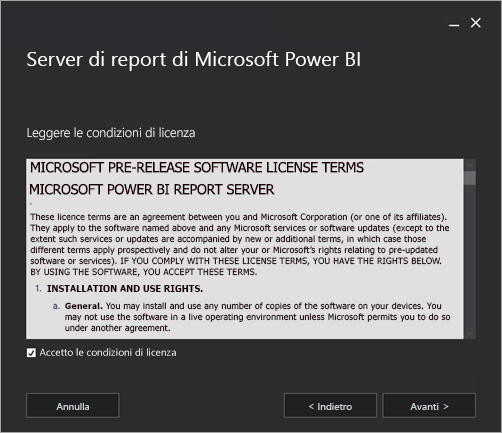 Server di report di Microsoft Power BI
Leggere le condizioni di licenza
MICROSOFT PRE-RELEASE SOFTWARE LICENSE TERMS
MICROSOFT POWER BI REPORT SERVER
These licence terms are an agreement between you and Microsoft Corporation (or one of its affiliates).
They apply to the software named above and any Microsoft services or software updates (except to the
extent such services or updates are accompanied by new or additional terms, in which case those
different terms apply prospectively and do not alter your or Microsoft's rights relating to pre-updated
software or services). IF YOU COMPLY WITH THESE LICENSE TERMS, YOU HAVE THE RIGHTS BELOW.
BY USING THE SOFTWARE, YOU ACCEPT THESE TERMS.
1. INSTALLATION AND USE RIGHTS.
a. General. You may install and use any number of copies of the software on your devices. You
may not use the software in a live operating environment unless Microsoft permits you to do so
under another agreement.
Accetto le condizioni di licenza
Annulla
< Indietro
Avanti >